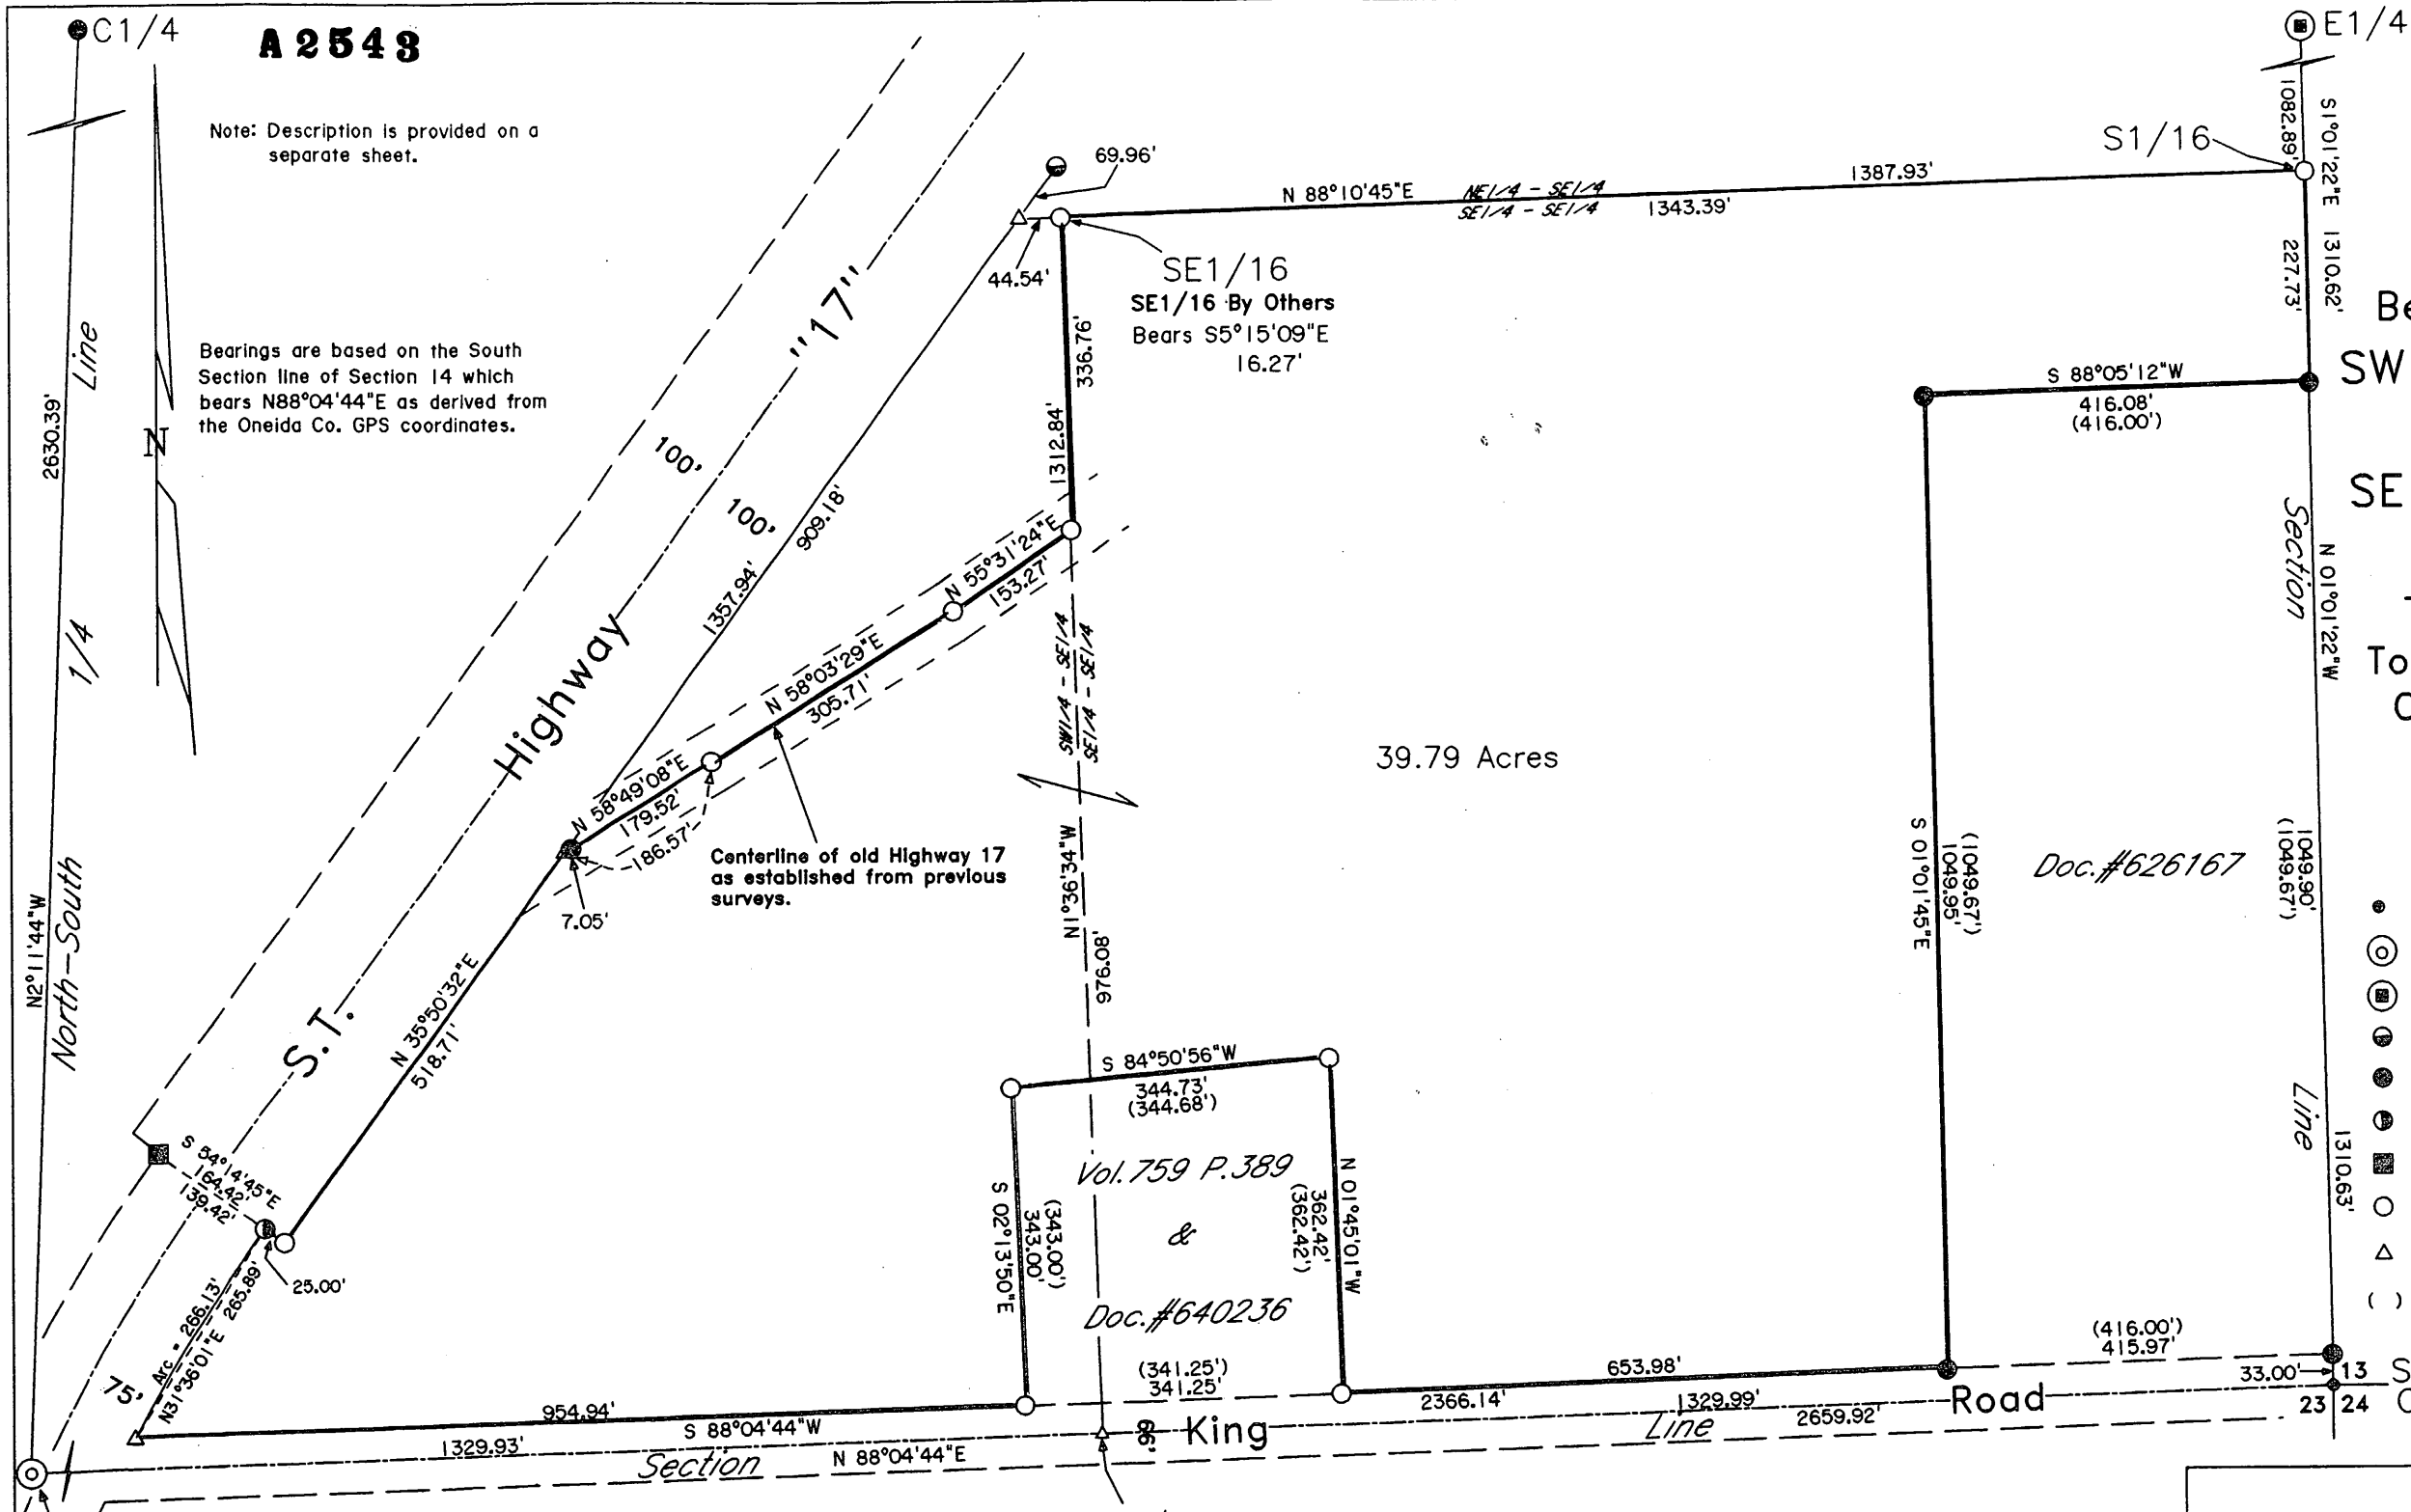 C1/4
A2543
E1/4
Note: Description is provided on a
separate sheet.
69.96'
S1/16
1387.93'
N 88°10'45"E
NE1/4 - SE1/4
SE1/4 - SE1/4
1343.39'
1082.89'
S1°01'22"E 1310.62'
227.73'
44.54'
SE1/16
SE1/16 By Others
Bears S5°15'09"E
16.27'
"17"
Bearings are based on the South
Section line of Section 14 which
bears N88°04'44"E as derived from
the Oneida Co. GPS coordinates.
N
2630.39'
Line
1/4
North-South
N2°11'44"W
336.76'
1312.84'
S 88°05'12"W
416.08'
(416.00')
Be
SW
SE
To
C
100'
100'
909.18'
1357.94'
N 55°31'24"E
153.27'
N 58°03'29"E
305.71'
N 58°49'08"E
179.52'
186.57'
7.05'
Centerline of old Highway 17
as established from previous
surveys.
SW1/4 - SE1/4
SE1/4 - SE1/4
N1°36'34"W
976.08'
39.79 Acres
Section
N 01°01'22"W
S 01°01'45"E
(1049.67')
1049.95'
Doc.#626167
1049.90'
(1049.67')
Line
1310.63'
Highway
S.T.
N 35°50'32"E
518.71'
S 54°14'45"E
164.42'
139.42'
25.00'
Arc = 266.13'
N31°36'01"E 265.89'
75'
S 84°50'56"W
344.73'
(344.68')
Vol.759 P.389
&
Doc.#640236
S 02°13'50"E
(343.00')
343.00'
N 01°45'01"W
362.42'
(362.42')
( )
(341.25')
341.25'
653.98'
(416.00')
415.97'
33.00'
13 S
23 24 C
954.94'
S 88°04'44"W
1329.93'
Section
N 88°04'44"E
66'
King
2366.14'
1329.99'
Line
2659.92'
Road